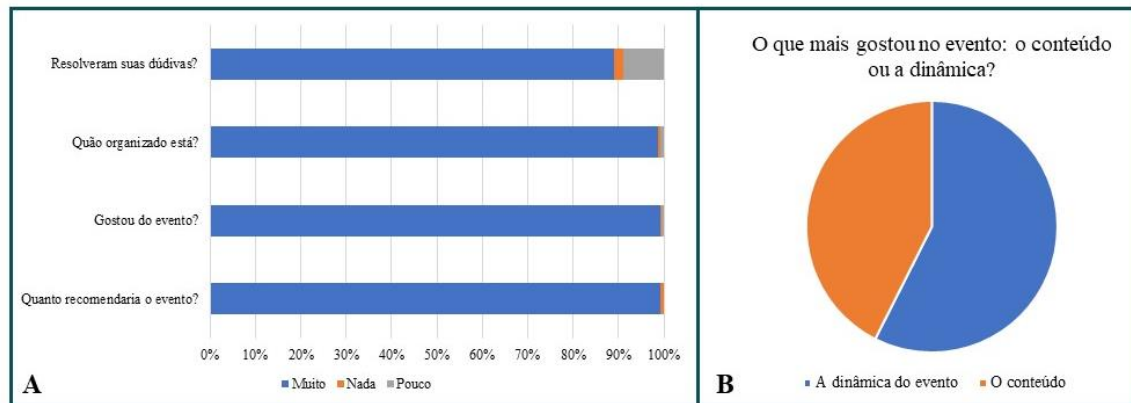 Resolveram suas dúdivas?
Quão organizado está?
Gostou do evento?
Quanto recomendaria o evento?
0% 10% 20% 30% 40% 50% 60% 70% 80% 90% 100%
Muito Nada Pouco
A
O que mais gostou no evento: o conteúdo
ou a dinâmica?
A dinâmica do evento O conteúdo
B